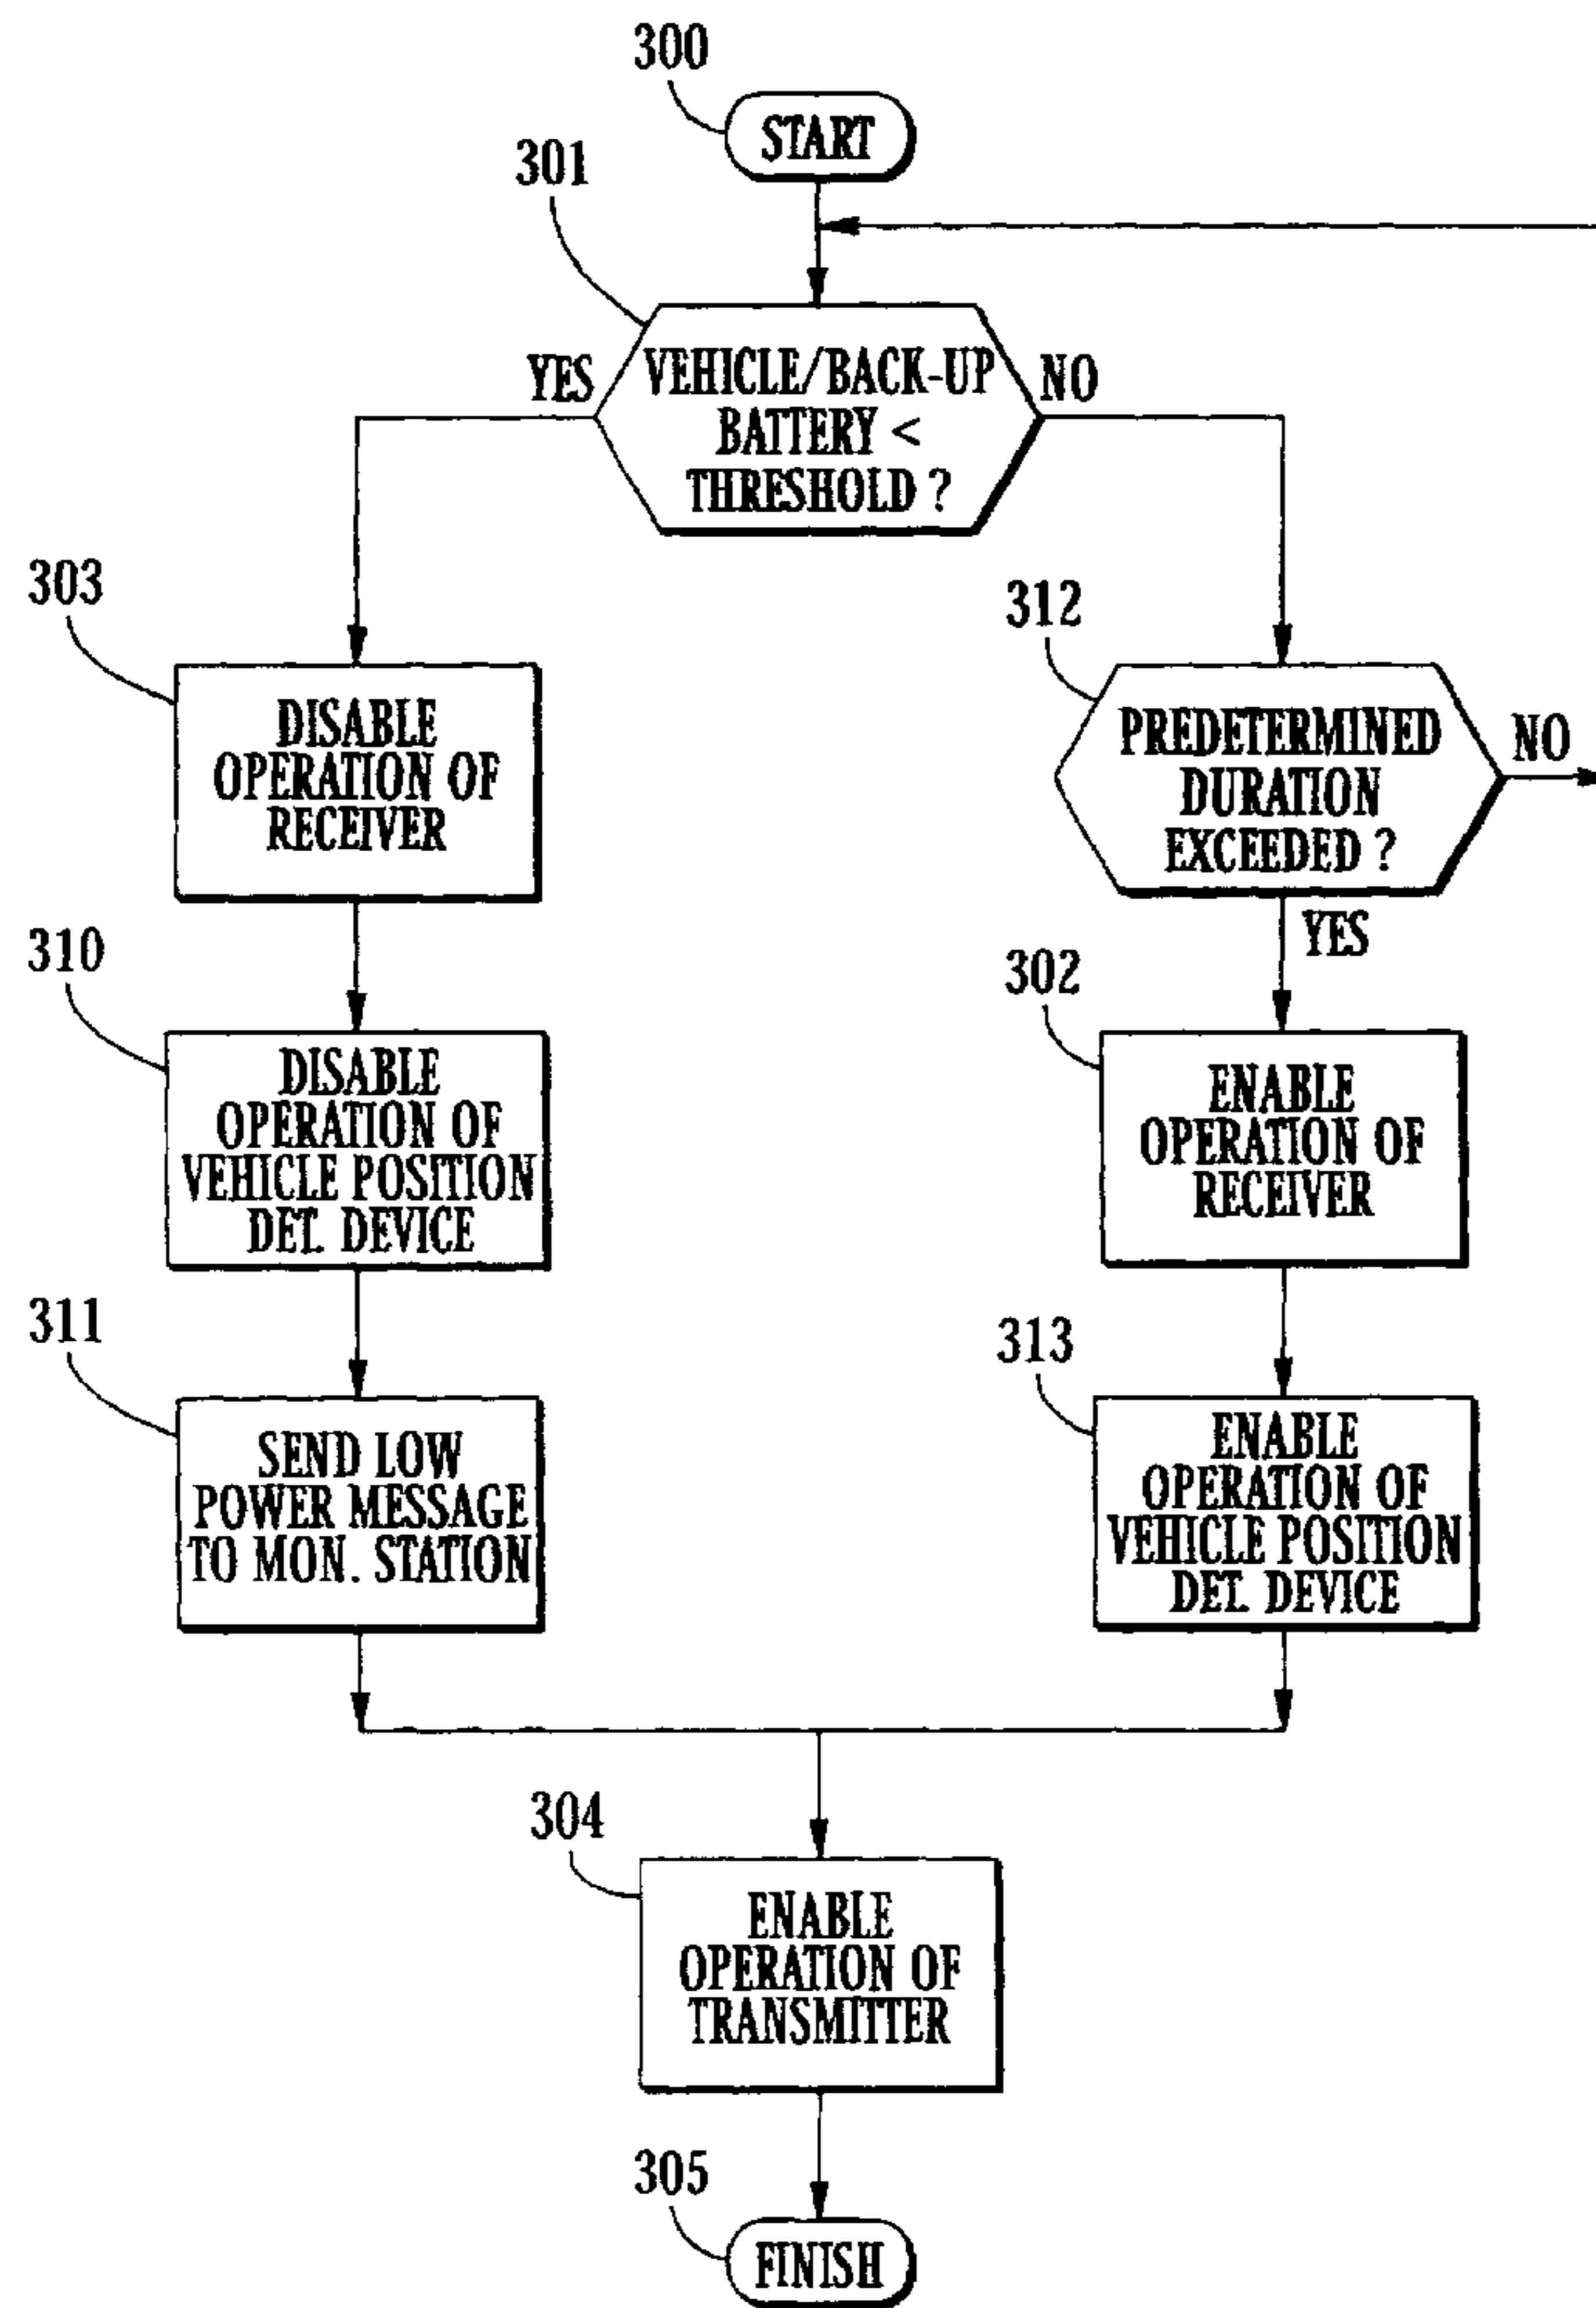 300
START
301
YES
VEHICLE/BACK-UP
BATTERY <
THRESHOLD ?
NO
303
DISABLE
OPERATION OF
RECEIVER
312
PREDETERMINED
DURATION
EXCEEDED ?
NO
YES
310
DISABLE
OPERATION OF
VEHICLE POSITION
DET. DEVICE
302
ENABLE
OPERATION OF
RECEIVER
311
SEND LOW
POWER MESSAGE
TO MON. STATION
313
ENABLE
OPERATION OF
VEHICLE POSITION
DET. DEVICE
304
ENABLE
OPERATION OF
TRANSMITTER
305
FINISH